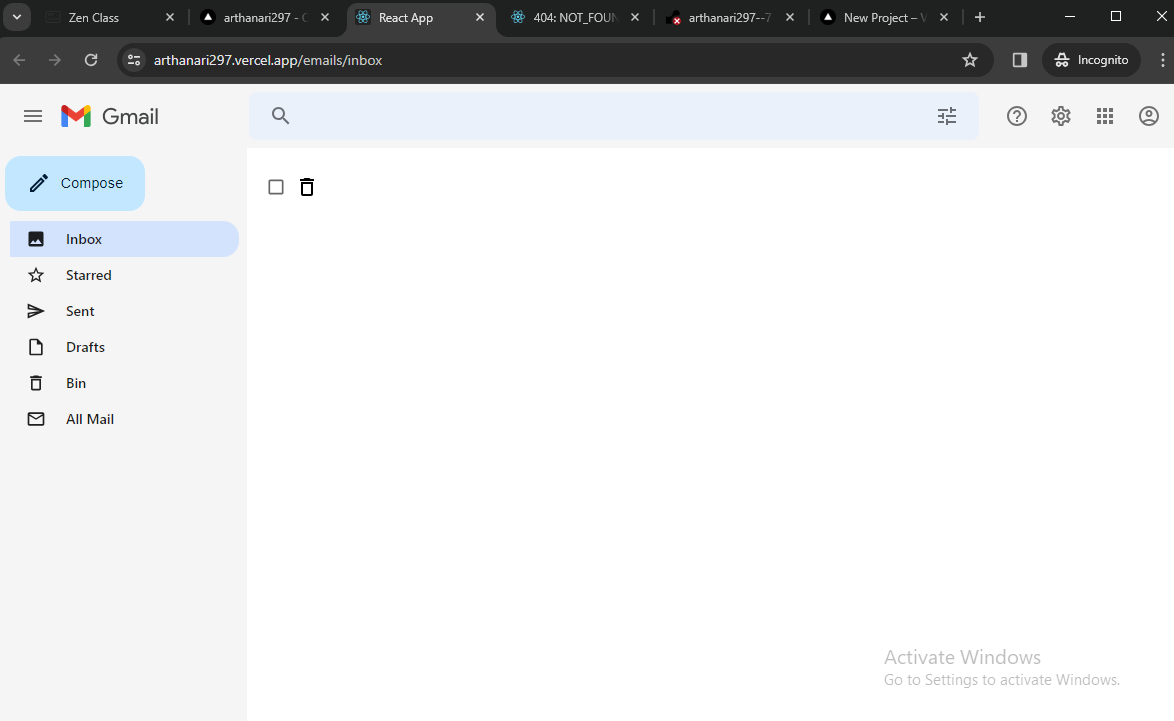 Zen Class
arthanari297 - C
React App
404: NOT_FOUN
arthanari297--7
New Project – V
arthanari297.vercel.app/emails/inbox
Incognito
Gmail
Compose
Inbox
Starred
Sent
Drafts
Bin
All Mail
Activate Windows
Go to Settings to activate Windows.